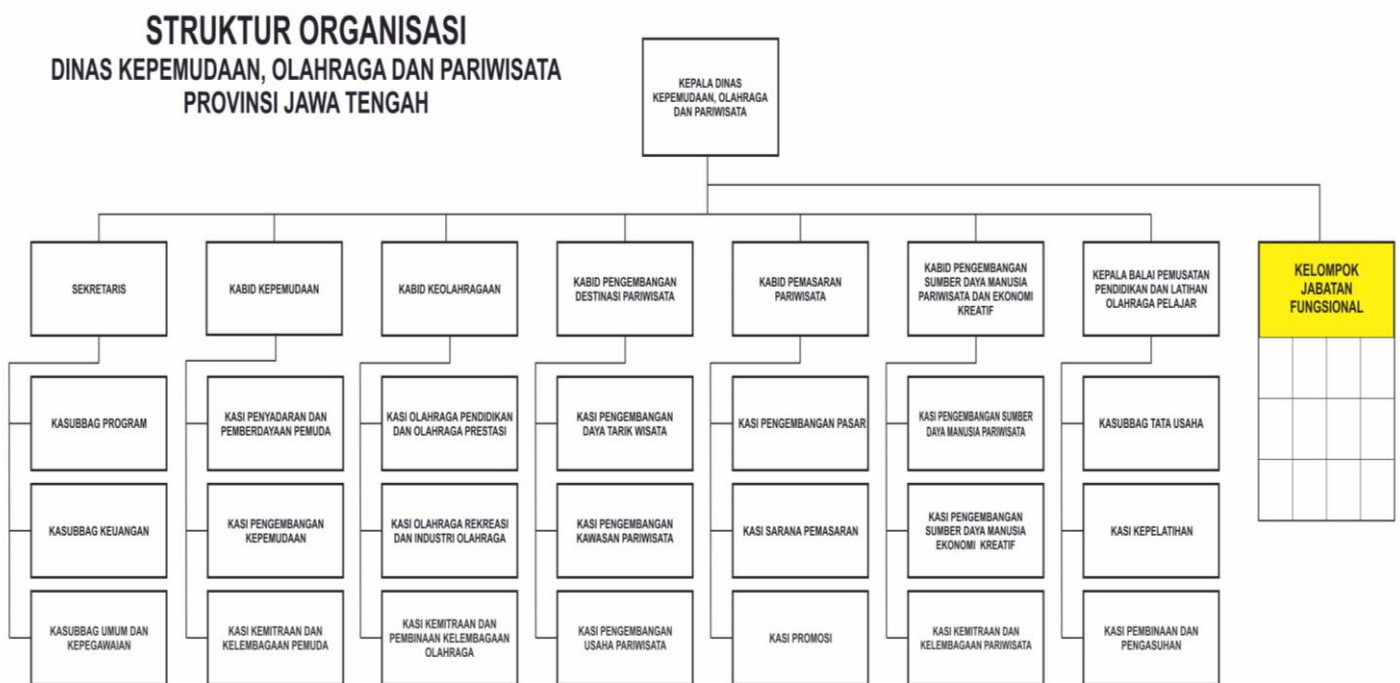 STRUKTUR ORGANISASI
DINAS KEPEMUDAAN, OLAHRAGA DAN PARIWISATA
PROVINSI JAWA TENGAH
KEPALA DINAS
KEPEMUDAAN, OLAHRAGA
DAN PARIWISATA
SEKRETARIS
KABID KEPEMUDAAN
KABID KEOLAHRAGAAN
KABID PENGEMBANGAN
DESTINASI PARIWISATA
KABID PEMASARAN
PARIWISATA
KABID PENGEMBANGAN
SUMBER DAYA MANUSIA
PARIWISATA DAN EKONOMI
KREATIF
KEPALA BALAI PEMUSATAN
PENDIDIKAN DAN LATIHAN
OLAHRAGA PELAJAR
KELOMPOK
JABATAN
FUNGSIONAL
KASUBBAG PROGRAM
KASI PENYADARAN DAN
PEMBERDAYAAN PEMUDA
KASI OLAHRAGA PENDIDIKAN
DAN OLAHRAGA PRESTASI
KASI PENGEMBANGAN
DAYA TARIK WISATA
KASI PENGEMBANGAN PASAR
KASI PENGEMBANGAN SUMBER
DAYA MANUSIA PARIWISATA
KASUBBAG TATA USAHA
KASUBBAG KEUANGAN
KASI PENGEMBANGAN
KEPEMUDAAN
KASI OLAHRAGA REKREASI
DAN INDUSTRI OLAHRAGA
KASI PENGEMBANGAN
KAWASAN PARIWISATA
KASI SARANA PEMASARAN
KASI PENGEMBANGAN
SUMBER DAYA MANUSIA
EKONOMI KREATIF
KASI KEPELATIHAN
KASUBBAG UMUM DAN
KEPEGAWAIAN
KASI KEMITRAAN DAN
KELEMBAGAAN PEMUDA
KASI KEMITRAAN DAN
PEMBINAAN KELEMBAGAAN
OLAHRAGA
KASI PENGEMBANGAN
USAHA PARIWISATA
KASI PROMOSI
KASI KEMITRAAN DAN
KELEMBAGAAN PARIWISATA
KASI PEMBINAAN DAN
PENGASUHAN